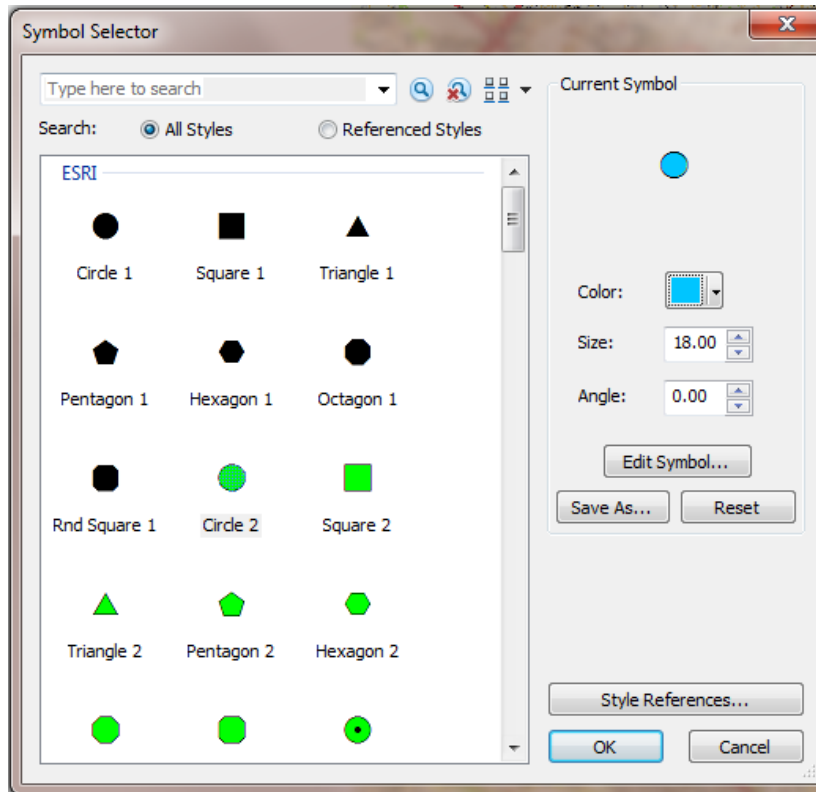 Symbol Selector
Type here to search
Search: All Styles Referenced Styles
ESRI
Circle 1 Square 1 Triangle 1
Pentagon 1 Hexagon 1 Octagon 1
Rnd Square 1 Circle 2 Square 2
Triangle 2 Pentagon 2 Hexagon 2
Current Symbol
Color:
Size: 18.00
Angle: 0.00
Edit Symbol...
Save As... Reset
Style References...
OK Cancel